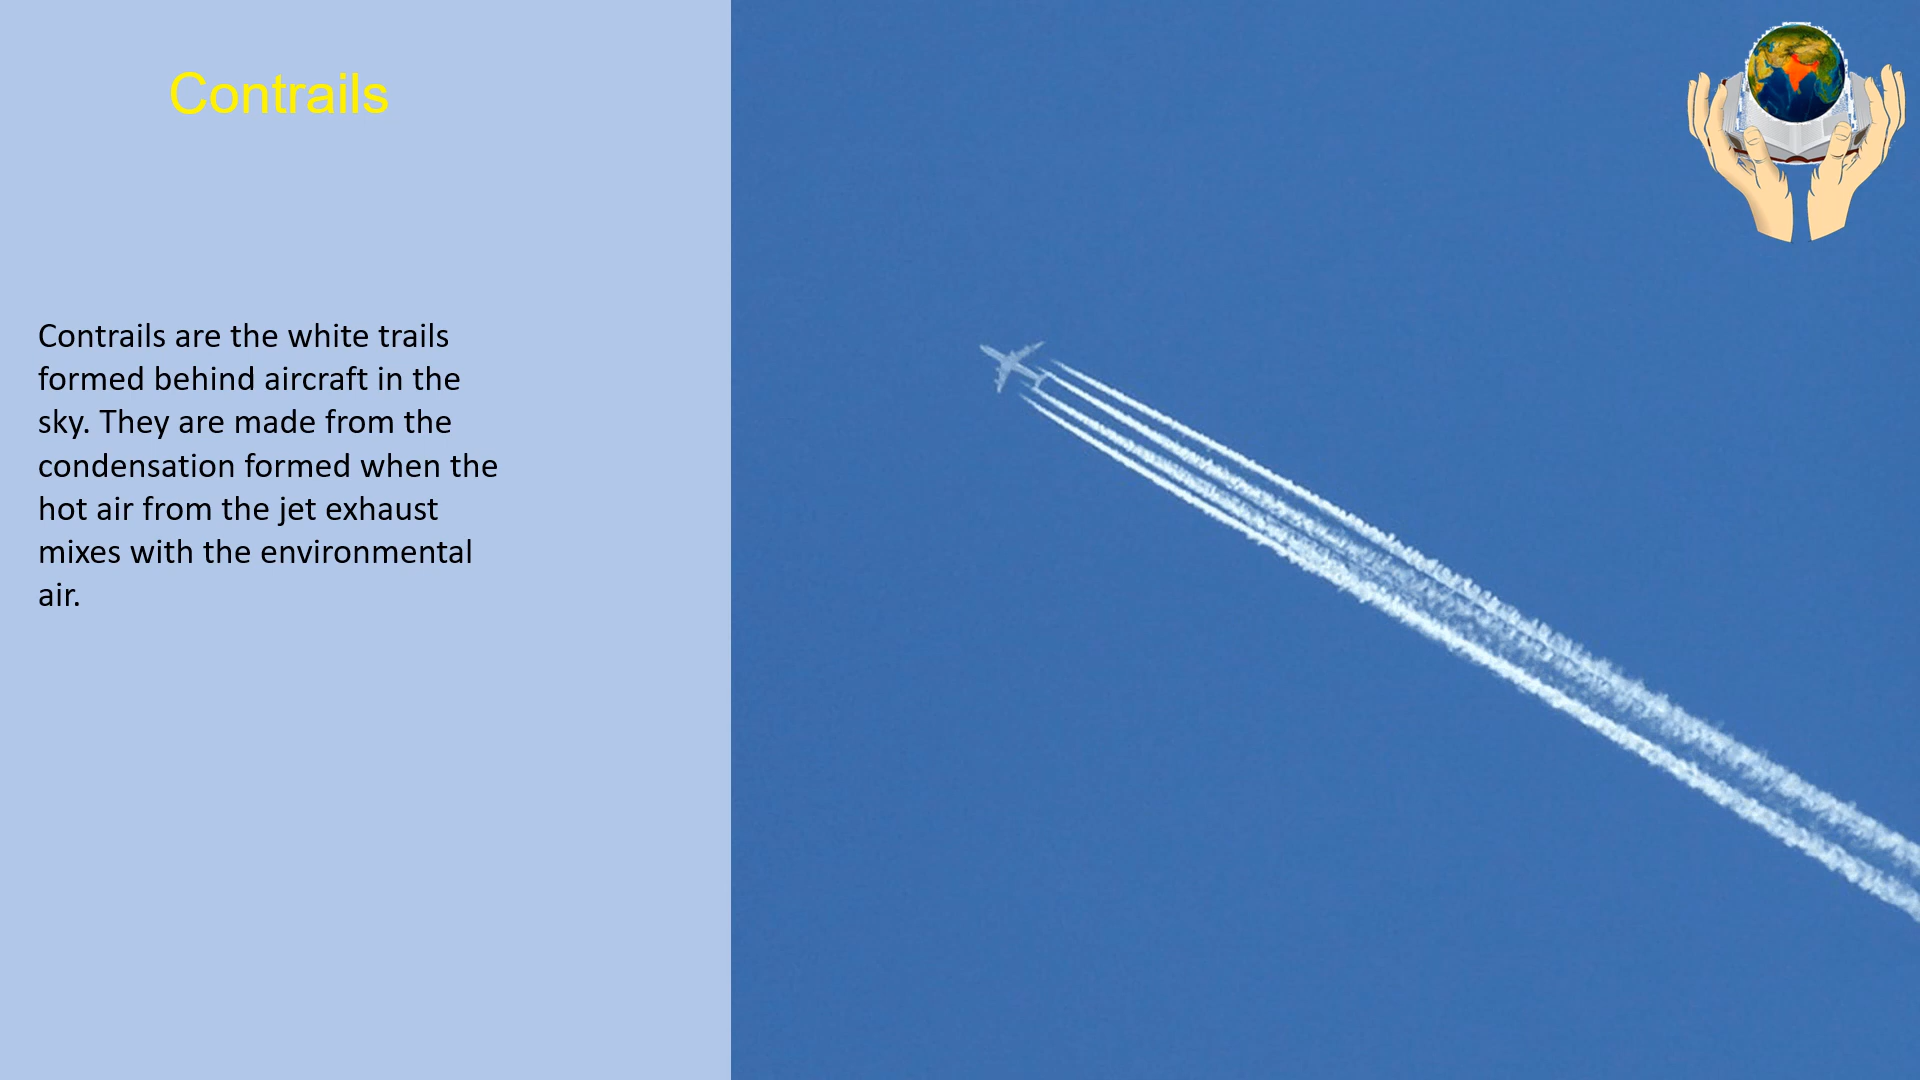 Contrails
Contrails are the white trails
formed behind aircraft in the
sky. They are made from the
condensation formed when the
hot air from the jet exhaust
mixes with the environmental
air.